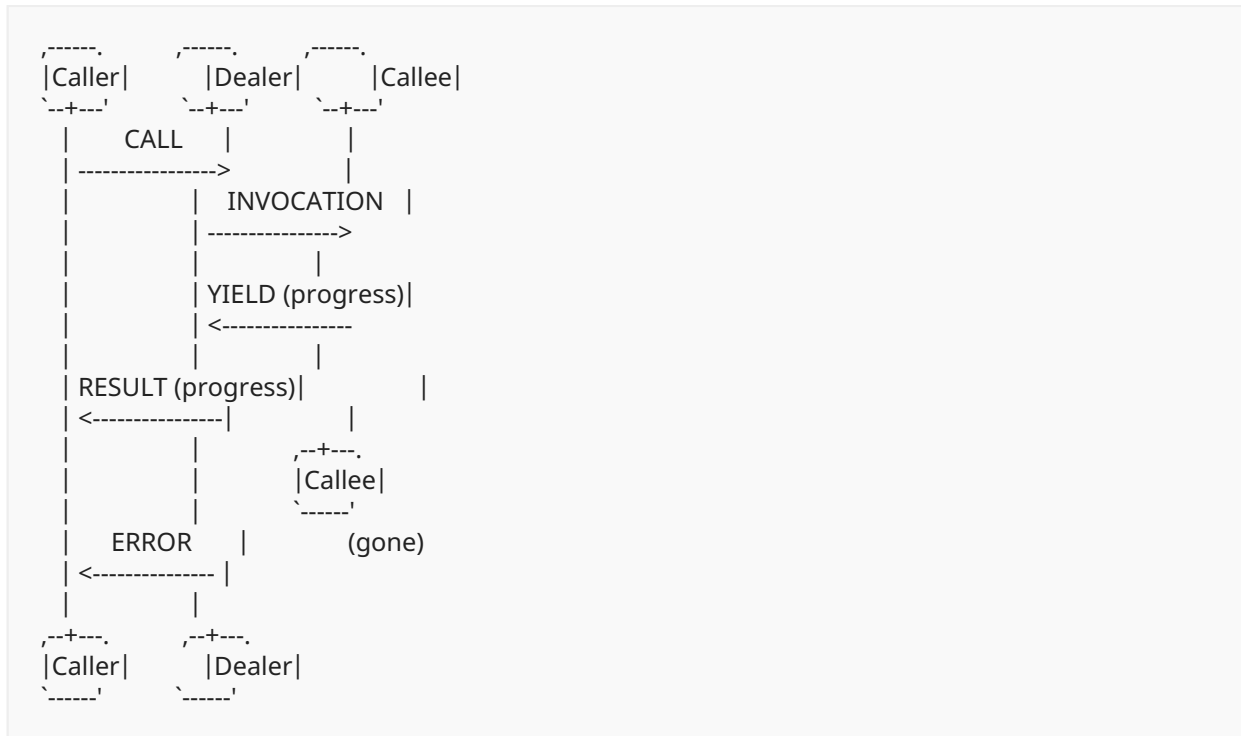 ,------.          ,------.          ,------.
|Caller|          |Dealer|          |Callee|
`--+---'          `--+---'          `--+---'
|       CALL      |                  |
| ----------------->                 |
|                 |    INVOCATION   |
|                 | ---------------->
|                 |                 |
|                 | YIELD (progress)|
|                 | <----------------
|                 |                 |
| RESULT (progress)|                 |
| <----------------|                 |
|                 |              ,--+---.
|                 |              |Callee|
|                 |              `------'
|      ERROR       |               (gone)
| <--------------- |
|                 |
,--+---.          ,--+---.
|Caller|          |Dealer|
`------'          `------'